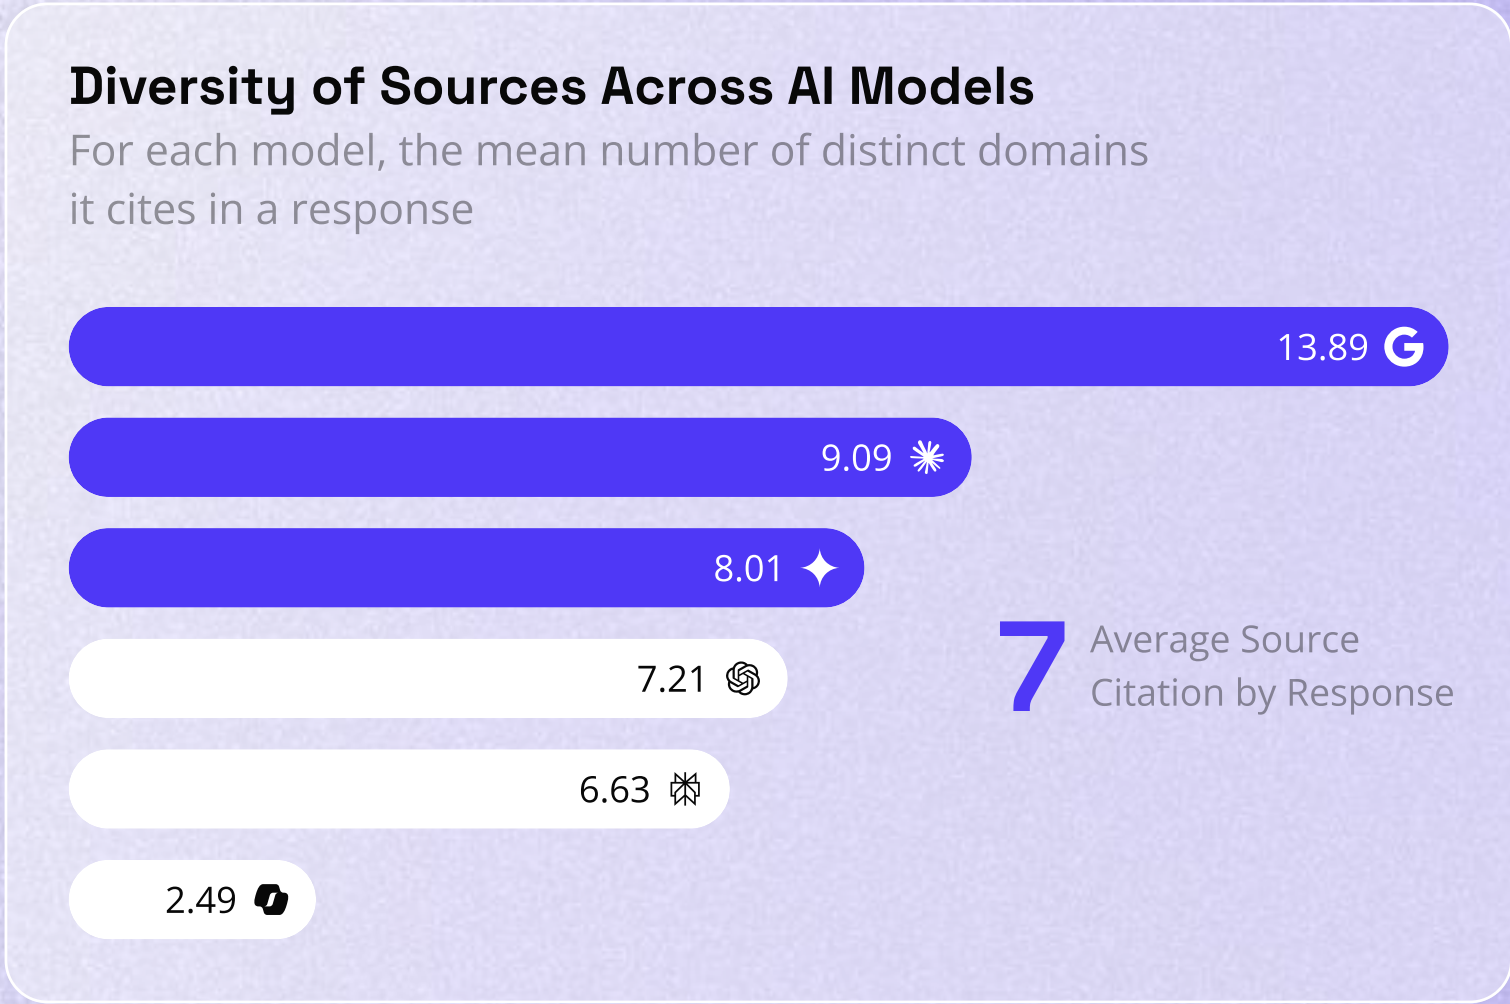 Diversity of Sources Across AI Models
For each model, the mean number of distinct domains
it cites in a response
13.89
9.09
8.01
7.21
6.63
2.49
7
Average Source
Citation by Response